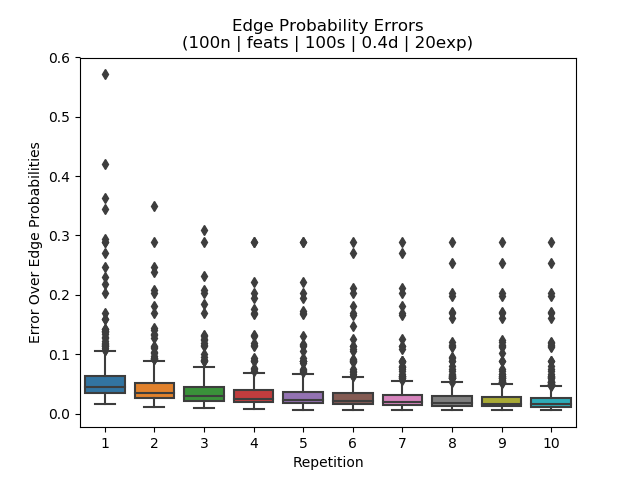 Edge Probability Errors
(100n | feats | 100s | 0.4d | 20exp)
Error Over Edge Probabilities
0.6
0.5
0.4
0.3
0.2
0.1
0.0
1 2 3 4 5 6 7 8 9 10
Repetition